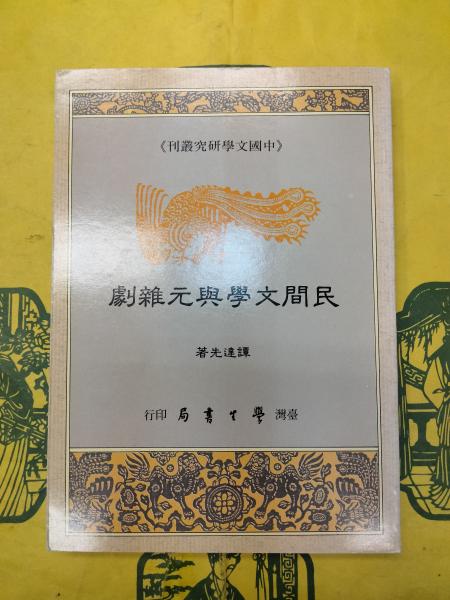 《中國文學研究叢刊》
民間文學與元雜劇
譚達先著
臺灣學生書局印行